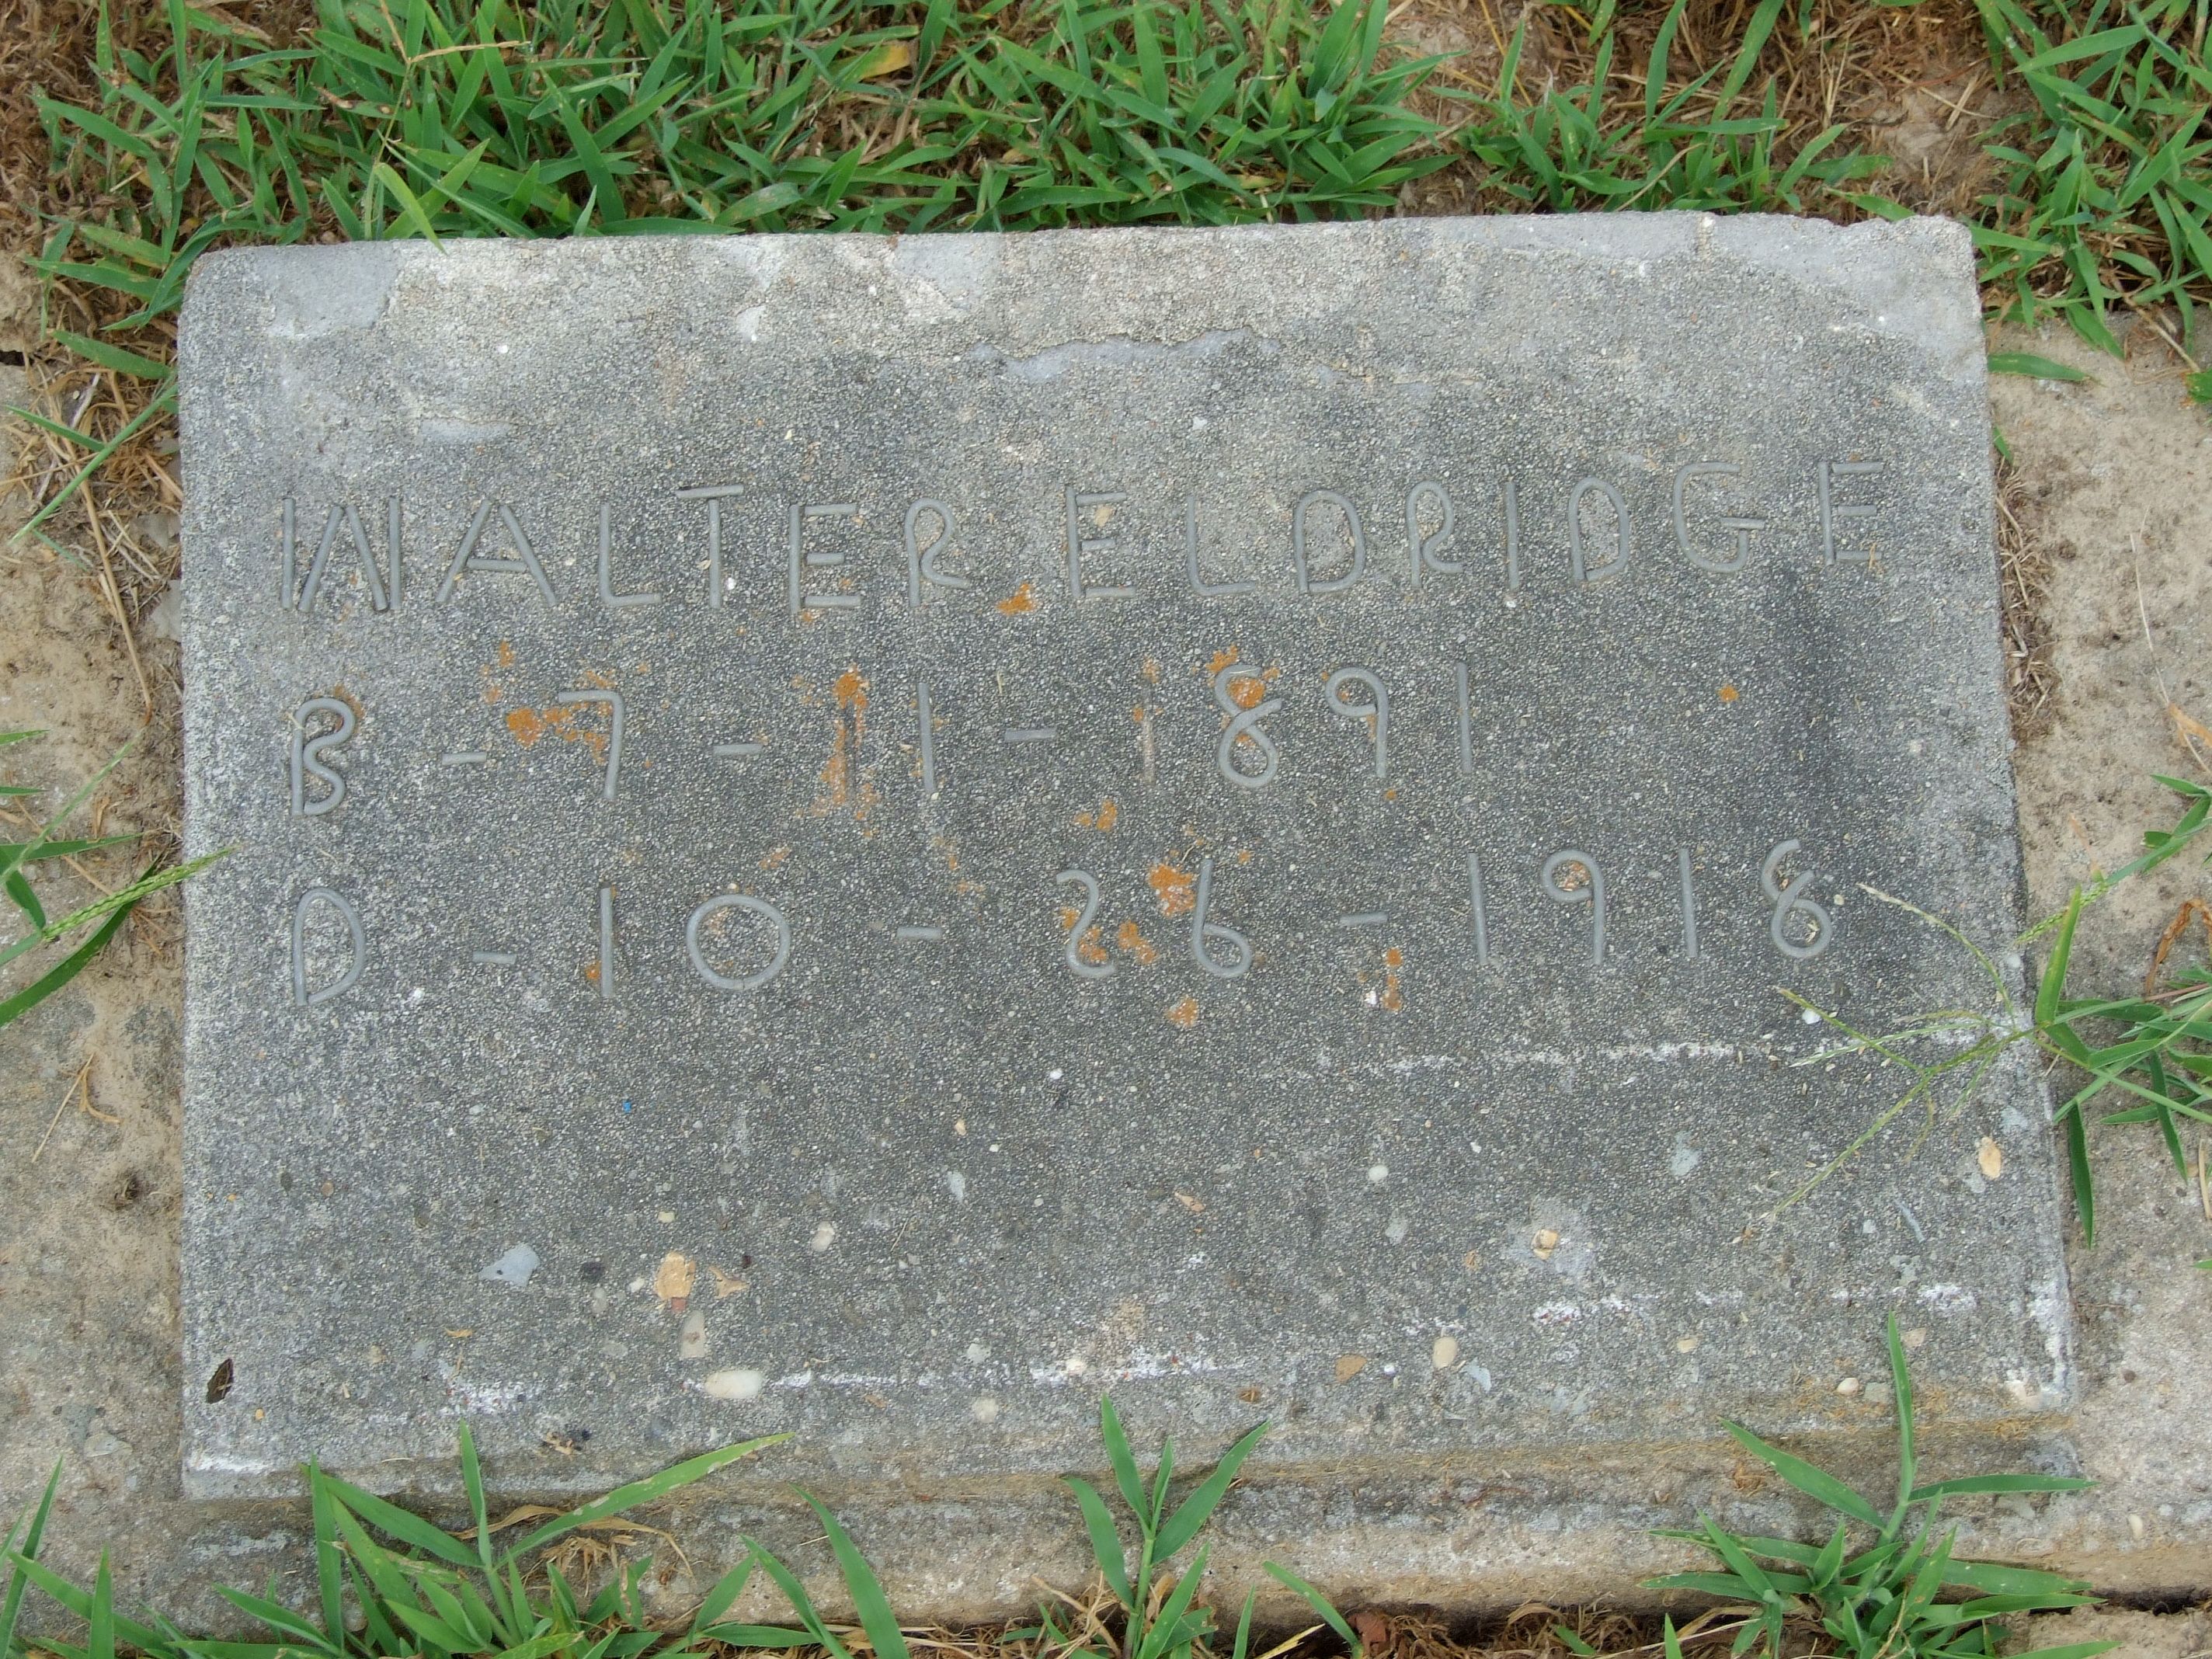 WALTER ELDRIDGE
B - 7 - 11 - 1891
D - 10 - 26 - 1918